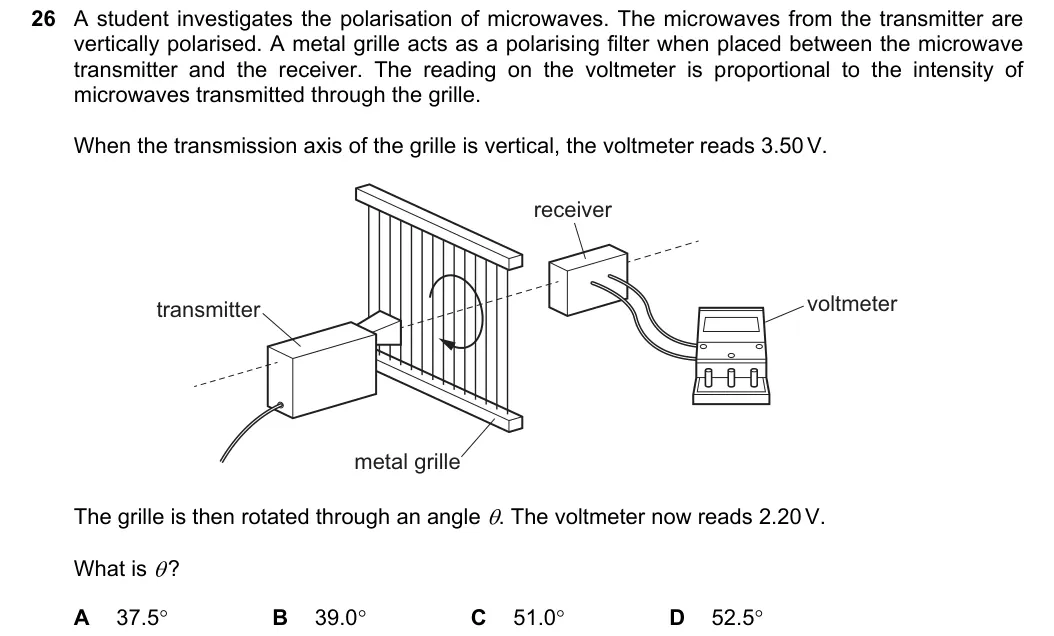 26 A student investigates the polarisation of microwaves. The microwaves from the transmitter are
vertically polarised. A metal grille acts as a polarising filter when placed between the microwave
transmitter and the receiver. The reading on the voltmeter is proportional to the intensity of
microwaves transmitted through the grille.
When the transmission axis of the grille is vertical, the voltmeter reads 3.50 V.
receiver
transmitter
voltmeter
metal grille
The grille is then rotated through an angle θ. The voltmeter now reads 2.20 V.
What is θ?
A 37.5° B 39.0° C 51.0° D 52.5°